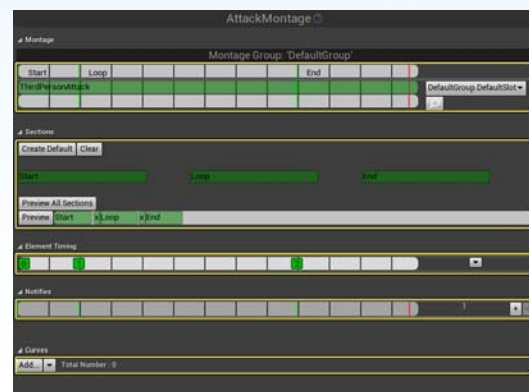 AttackMontage
Montage
Montage Group: 'DefaultGroup'
Start Loop End
ThirdPersonAttack
DefaultGroup.DefaultSlot
Sections
Create Default Clear
Start Loop End
Preview All Sections
Preview Start x Loop x End
Element Timing
0 1 2
Notifies
1
Curves
Add... Total Number : 0